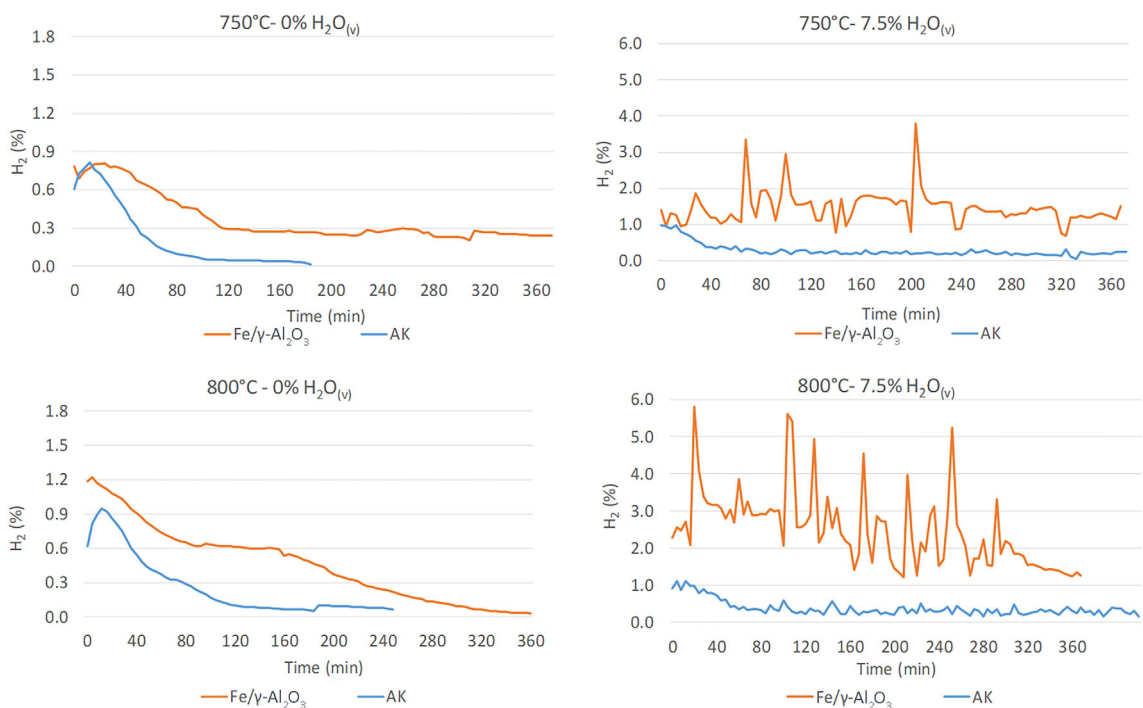 750°C- 0% H₂O₍ᵥ₎
1.8
1.5
1.2
0.9
0.6
0.3
0.0
H₂ (%)
0 40 80 120 160 200 240 280 320 360
Time (min)
Fe/γ-Al₂O₃ AK
750°C- 7.5% H₂O₍ᵥ₎
6.0
5.0
4.0
3.0
2.0
1.0
0.0
H₂ (%)
0 40 80 120 160 200 240 280 320 360
Time (min)
Fe/γ-Al₂O₃ AK
800°C - 0% H₂O₍ᵥ₎
1.8
1.5
1.2
0.9
0.6
0.3
0.0
H₂ (%)
0 40 80 120 160 200 240 280 320 360
Time (min)
Fe/γ-Al₂O₃ AK
800°C- 7.5% H₂O₍ᵥ₎
6.0
5.0
4.0
3.0
2.0
1.0
0.0
H₂ (%)
0 40 80 120 160 200 240 280 320 360
Time (min)
Fe/γ-Al₂O₃ AK